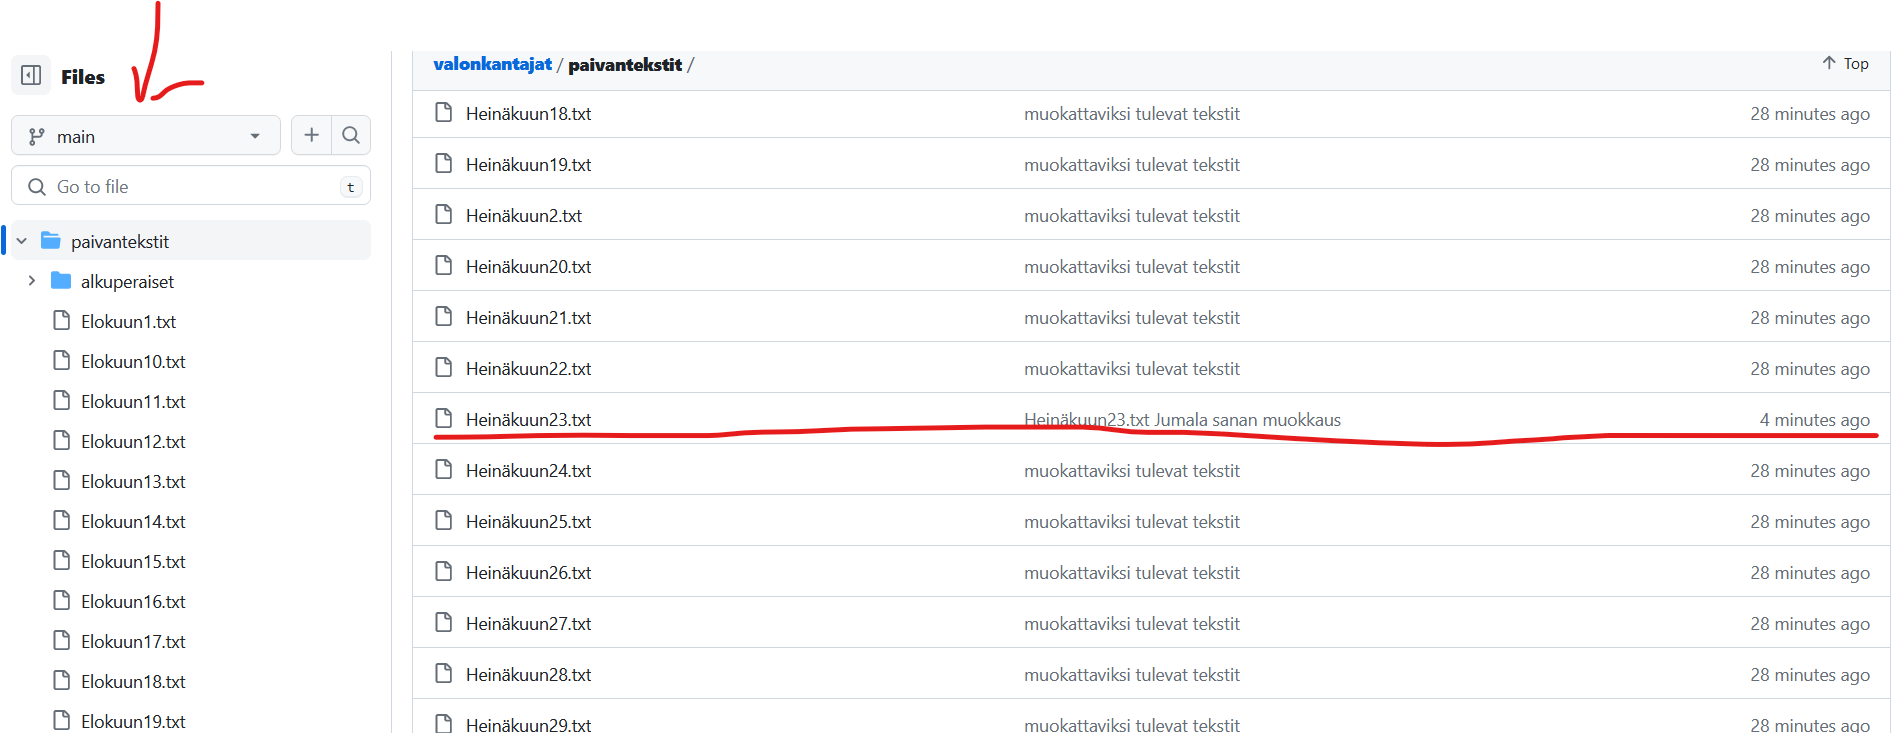 Files
main
Go to file
t
paivantekstit
alkuperaiset
Elokuun1.txt
Elokuun10.txt
Elokuun11.txt
Elokuun12.txt
Elokuun13.txt
Elokuun14.txt
Elokuun15.txt
Elokuun16.txt
Elokuun17.txt
Elokuun18.txt
Elokuun19.txt
valonkantajat / paivantekstit /
Top
Heinäkuun18.txt muokattaviksi tulevat tekstit 28 minutes ago
Heinäkuun19.txt muokattaviksi tulevat tekstit 28 minutes ago
Heinäkuun2.txt muokattaviksi tulevat tekstit 28 minutes ago
Heinäkuun20.txt muokattaviksi tulevat tekstit 28 minutes ago
Heinäkuun21.txt muokattaviksi tulevat tekstit 28 minutes ago
Heinäkuun22.txt muokattaviksi tulevat tekstit 28 minutes ago
Heinäkuun23.txt Heinäkuun23.txt Jumala sanan muokkaus 4 minutes ago
Heinäkuun24.txt muokattaviksi tulevat tekstit 28 minutes ago
Heinäkuun25.txt muokattaviksi tulevat tekstit 28 minutes ago
Heinäkuun26.txt muokattaviksi tulevat tekstit 28 minutes ago
Heinäkuun27.txt muokattaviksi tulevat tekstit 28 minutes ago
Heinäkuun28.txt muokattaviksi tulevat tekstit 28 minutes ago
Heinäkuun29.txt muokattaviksi tulevat tekstit 28 minutes ago